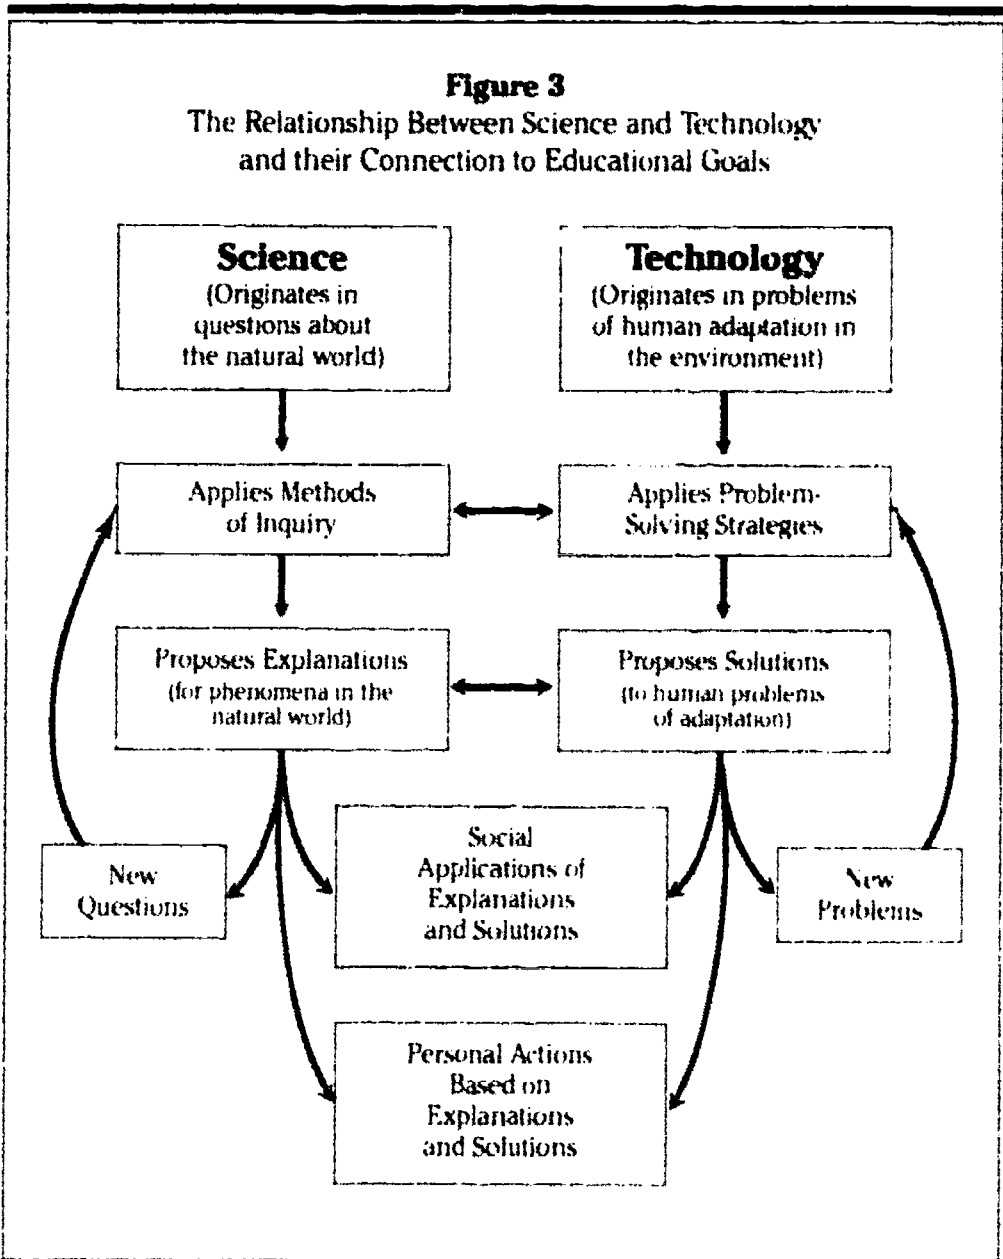 Figure 3
The Relationship Between Science and Technology
and their Connection to Educational Goals
Science
(Originates in
questions about
the natural world)
Technology
(Originates in problems
of human adaptation in
the environment)
Applies Methods
of Inquiry
Applies Problem-
Solving Strategies
Proposes Explanations
(for phenomena in the
natural world)
Proposes Solutions
(to human problems
of adaptation)
New
Questions
Social
Applications of
Explanations
and Solutions
New
Problems
Personal Actions
Based on
Explanations
and Solutions